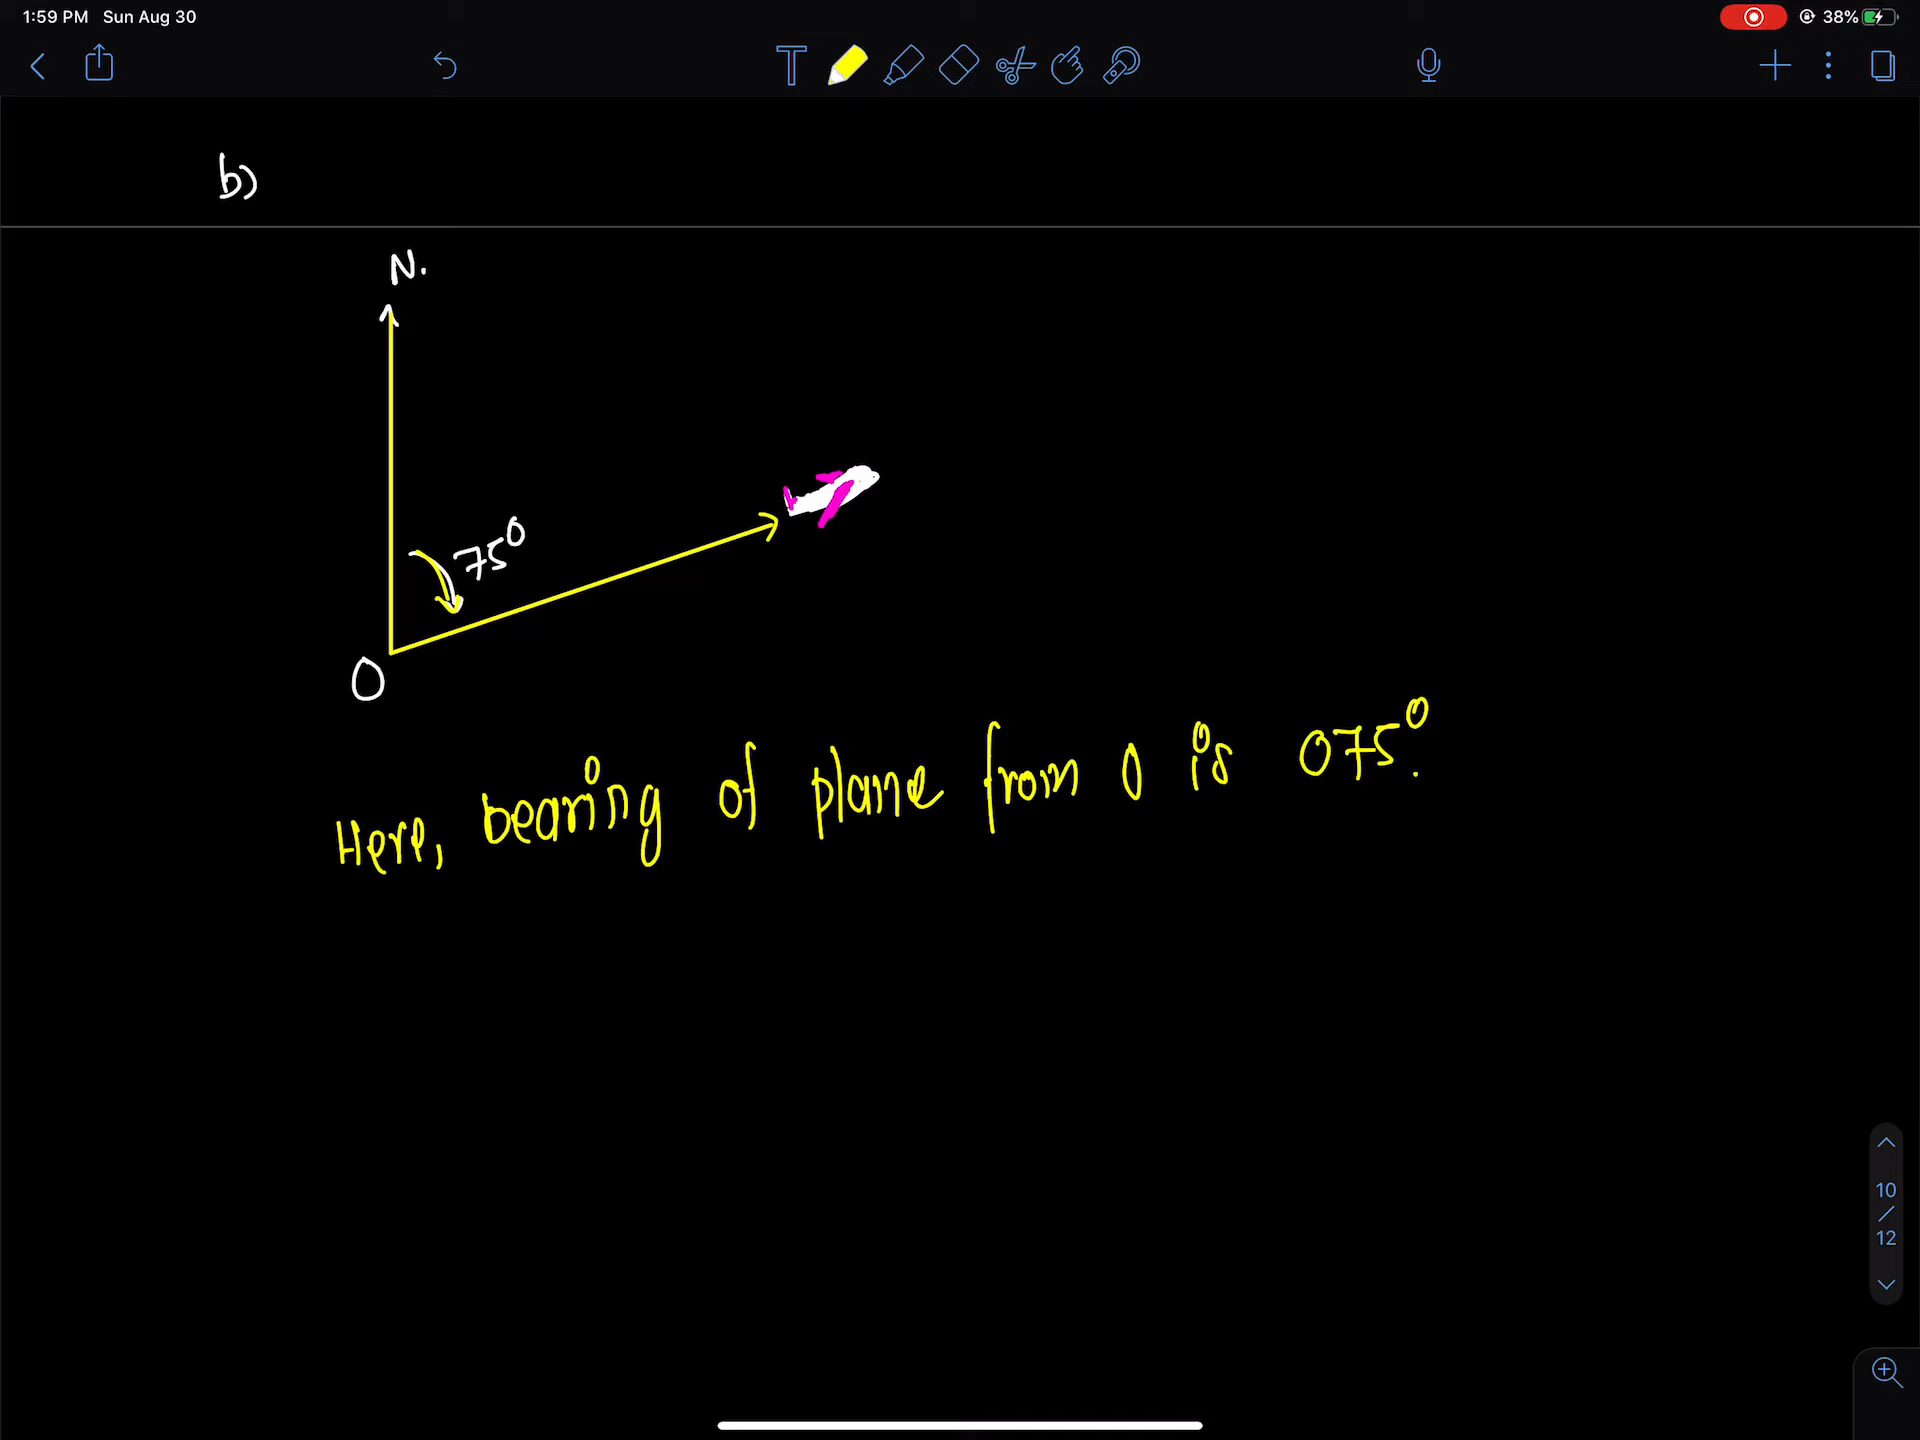 1:59 PM Sun Aug 30
38%
T
b)
N.
75°
O
Here, bearing of plane from O is 075°.
10
/
12